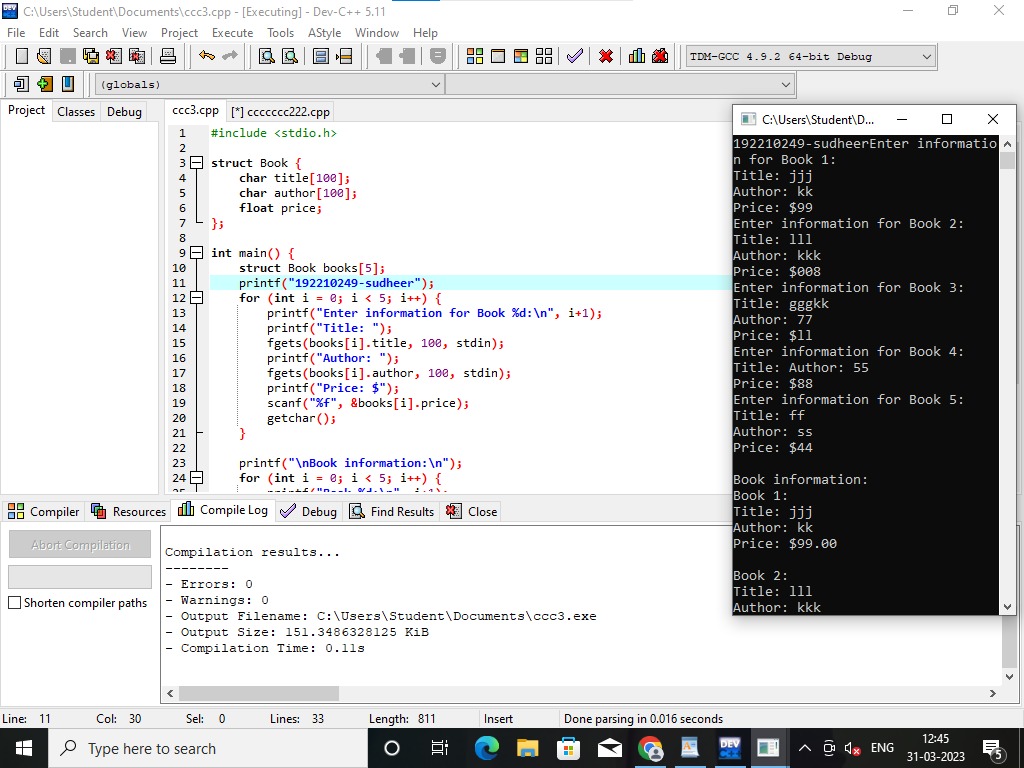 C:\Users\Student\Documents\ccc3.cpp - [Executing] - Dev-C++ 5.11
File Edit Search View Project Execute Tools AStyle Window Help
TDM-GCC 4.9.2 64-bit Debug
(globals)
Project Classes Debug
ccc3.cpp [*] ccccccc222.cpp
1 #include <stdio.h>
2
3 struct Book {
4 char title[100];
5 char author[100];
6 float price;
7 };
8
9 int main() {
10 struct Book books[5];
11 printf("192210249-sudheer");
12 for (int i = 0; i < 5; i++) {
13 printf("Enter information for Book %d:\n", i+1);
14 printf("Title: ");
15 fgets(books[i].title, 100, stdin);
16 printf("Author: ");
17 fgets(books[i].author, 100, stdin);
18 printf("Price: $");
19 scanf("%f", &books[i].price);
20 getchar();
21 }
22
23 printf("\nBook information:\n");
24 for (int i = 0; i < 5; i++) {
25 printf("Book %d:\n", i+1);
C:\Users\Student\D...
192210249-sudheerEnter informatio
n for Book 1:
Title: jjj
Author: kk
Price: $99
Enter information for Book 2:
Title: lll
Author: kkk
Price: $008
Enter information for Book 3:
Title: gggkk
Author: 77
Price: $ll
Enter information for Book 4:
Title: Author: 55
Price: $88
Enter information for Book 5:
Title: ff
Author: ss
Price: $44
Book information:
Book 1:
Title: jjj
Author: kk
Price: $99.00
Book 2:
Title: lll
Author: kkk
Compiler Resources Compile Log Debug Find Results Close
Abort Compilation
Shorten compiler paths
Compilation results...
--------
- Errors: 0
- Warnings: 0
- Output Filename: C:\Users\Student\Documents\ccc3.exe
- Output Size: 151.3486328125 KiB
- Compilation Time: 0.11s
Line: 11 Col: 30 Sel: 0 Lines: 33 Length: 811 Insert Done parsing in 0.016 seconds
Type here to search
DEV
ENG
12:45
31-03-2023
5